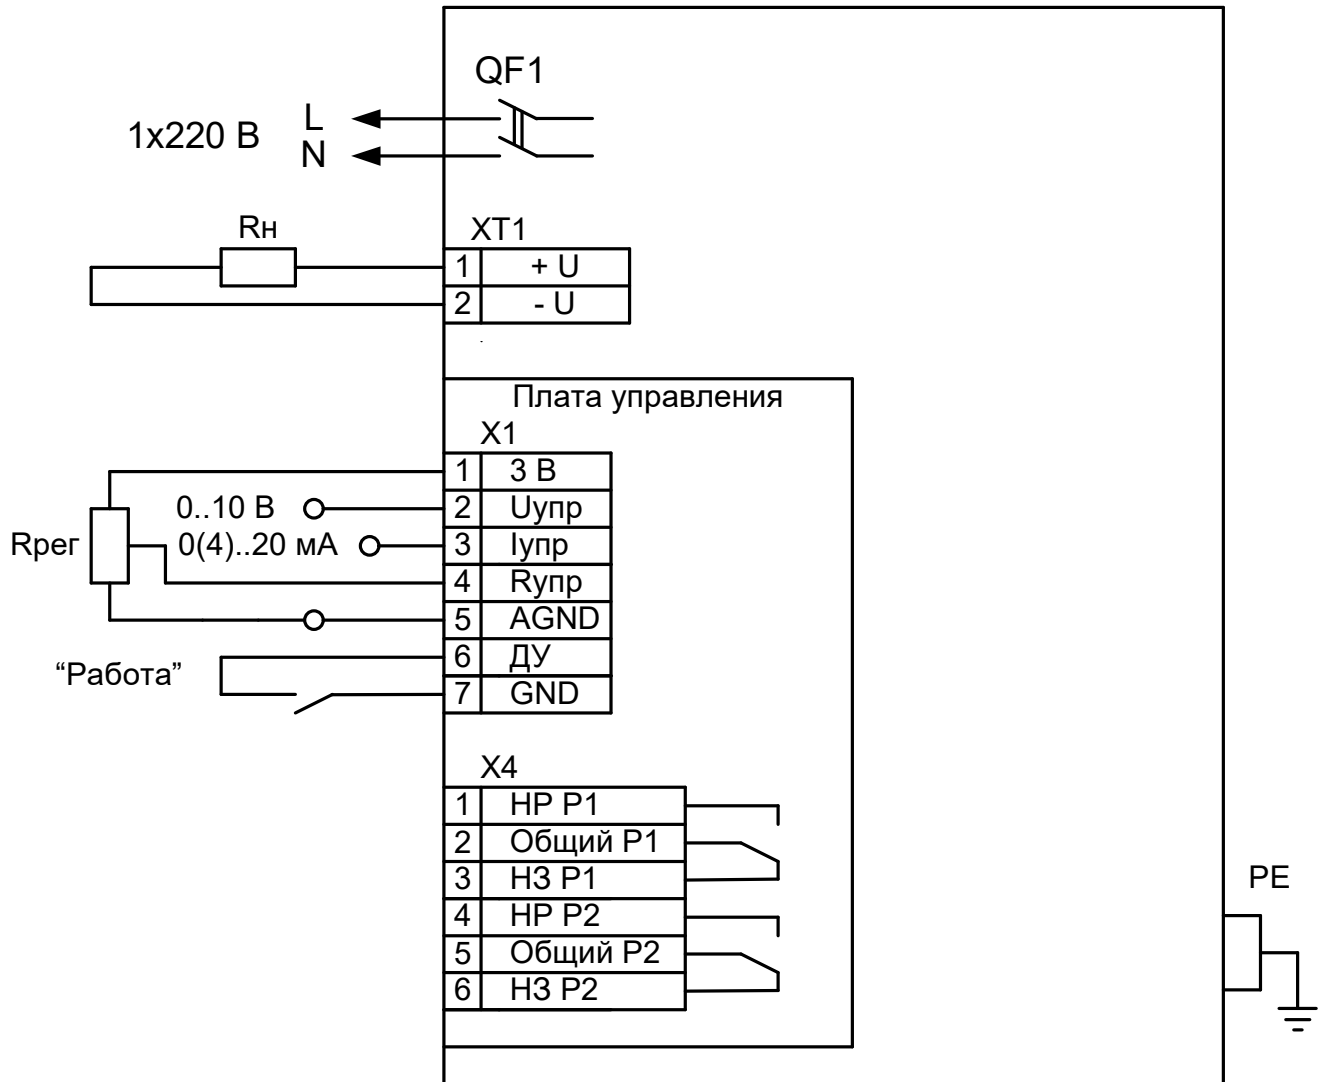 QF1
1x220 В
L
N
Rн
XT1
1 + U
2 - U
Плата управления
X1
1 3 В
0..10 В 2 Uупр
Rрег 0(4)..20 мА 3 Iупр
4 Rупр
5 AGND
“Работа” 6 ДУ
7 GND
X4
1 НР Р1
2 Общий Р1
3 НЗ Р1
4 НР Р2
5 Общий Р2
6 НЗ Р2
PE